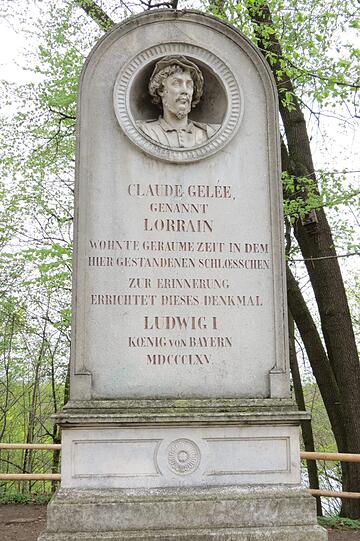 CLAUDE GELÉE,
GENANNT
LORRAIN
WOHNTE GERAUME ZEIT IN DEM
HIER GESTANDENEN SCHLŒSSCHEN
ZUR ERINNERUNG
ERRICHTET DIESES DENKMAL
LUDWIG I
KŒNIG VON BAYERN
MDCCCLXV.